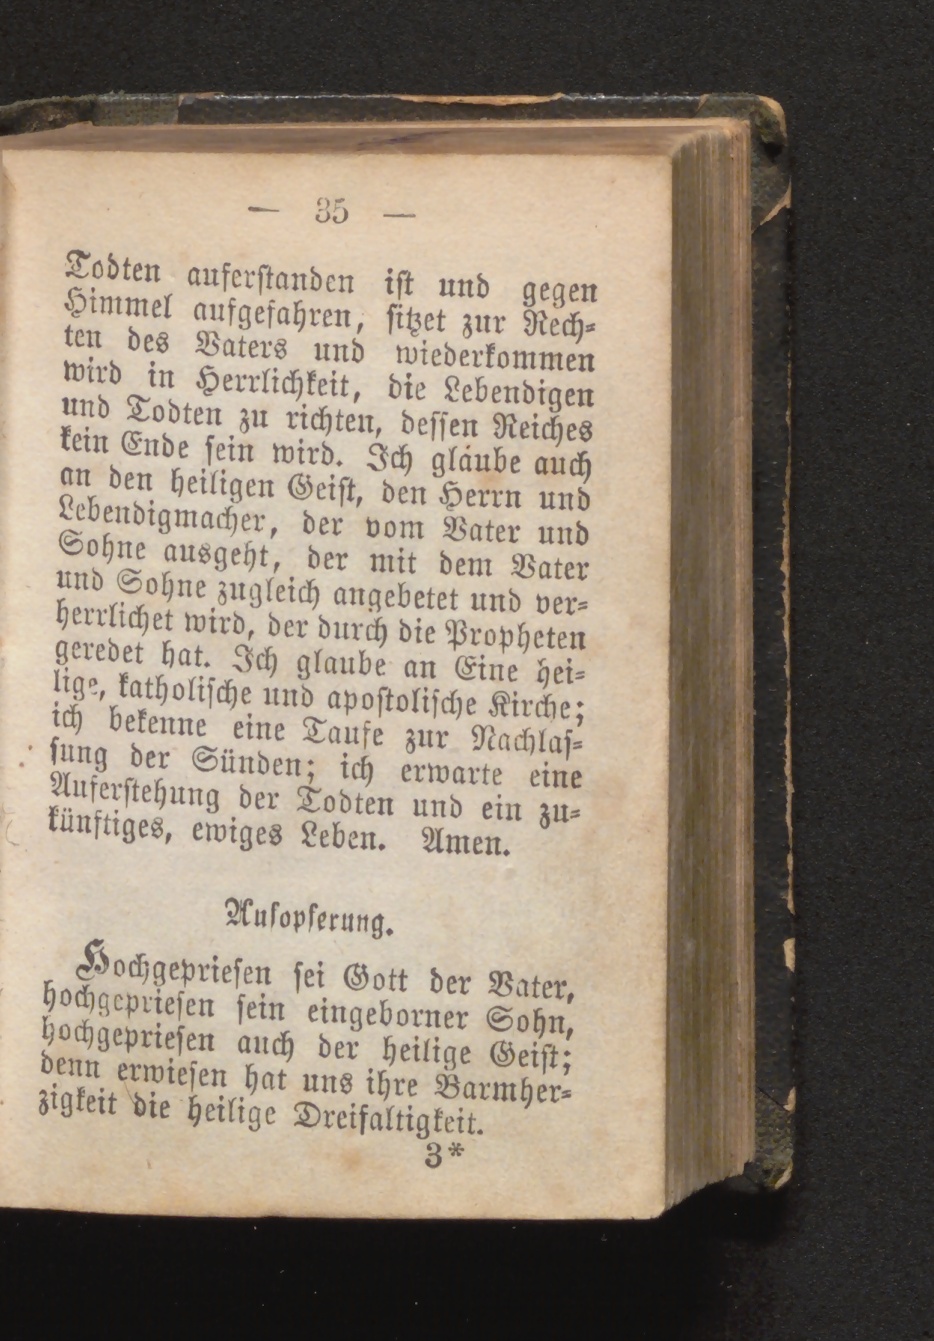 — 35 —
Todten auferstanden ist und gegen
Himmel aufgefahren, sitzet zur Rech-
ten des Vaters und wiederkommen
wird in Herrlichkeit, die Lebendigen
und Todten zu richten, dessen Reiches
kein Ende sein wird. Ich glaube auch
an den heiligen Geist, den Herrn und
Lebendigmacher, der vom Vater und
Sohne ausgeht, der mit dem Vater
und Sohne zugleich angebetet und ver-
herrlichet wird, der durch die Propheten
geredet hat. Ich glaube an Eine hei-
lige, katholische und apostolische Kirche;
ich bekenne eine Taufe zur Nachlas-
sung der Sünden; ich erwarte eine
Auferstehung der Todten und ein zu-
künftiges, ewiges Leben. Amen.
Aufopferung.
Hochgepriesen sei Gott der Vater,
hochgepriesen sein eingeborner Sohn,
hochgepriesen auch der heilige Geist;
denn erwiesen hat uns ihre Barmher-
zigkeit die heilige Dreifaltigkeit.
3*